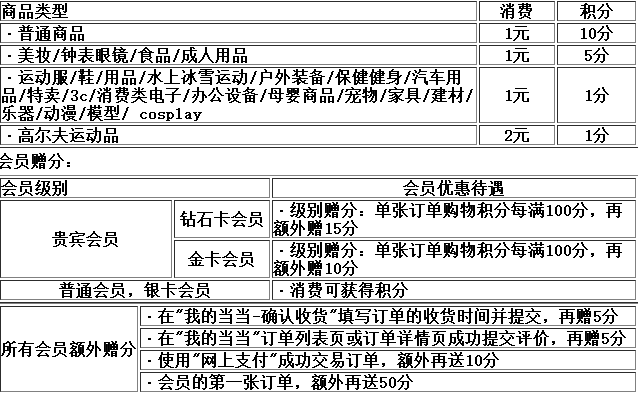 商品类型 消费 积分
·普通商品 1元 10分
·美妆/钟表眼镜/食品/成人用品 1元 5分
·运动服/鞋/用品/水上冰雪运动/户外装备/保健健身/汽车用
品/特卖/3c/消费类电子/办公设备/母婴商品/宠物/家具/建材/
乐器/动漫/模型/ cosplay
1元 1分
·高尔夫运动品 2元 1分
会员赠分：
会员级别 会员优惠待遇
贵宾会员
钻石卡会员
·级别赠分：单张订单购物积分每满100分，再
额外赠15分
金卡会员
·级别赠分：单张订单购物积分每满100分，再
额外赠10分
普通会员，银卡会员 ·消费可获得积分
所有会员额外赠分
·在"我的当当-确认收货"填写订单的收货时间并提交，再赠5分
·在"我的当当"订单列表页或订单详情页成功提交评价，再赠5分
·使用"网上支付"成功交易订单，额外再送10分
·会员的第一张订单，额外再送50分